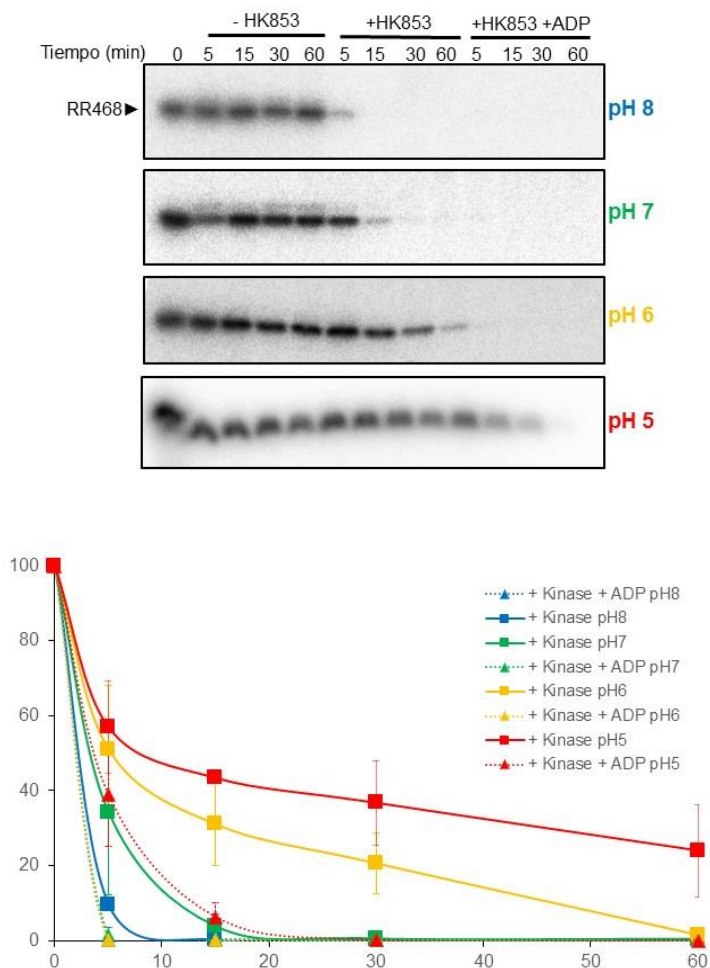 - HK853 +HK853 +HK853 +ADP
Tiempo (min) 0 5 15 30 60 5 15 30 60 5 15 30 60
RR468 pH 8
pH 7
pH 6
pH 5
100
80
60
40
20
0
0 10 20 30 40 50 60
+ Kinase + ADP pH8
+ Kinase pH8
+ Kinase pH7
+ Kinase + ADP pH7
+ Kinase pH6
+ Kinase + ADP pH6
+ Kinase pH5
+ Kinase + ADP pH5